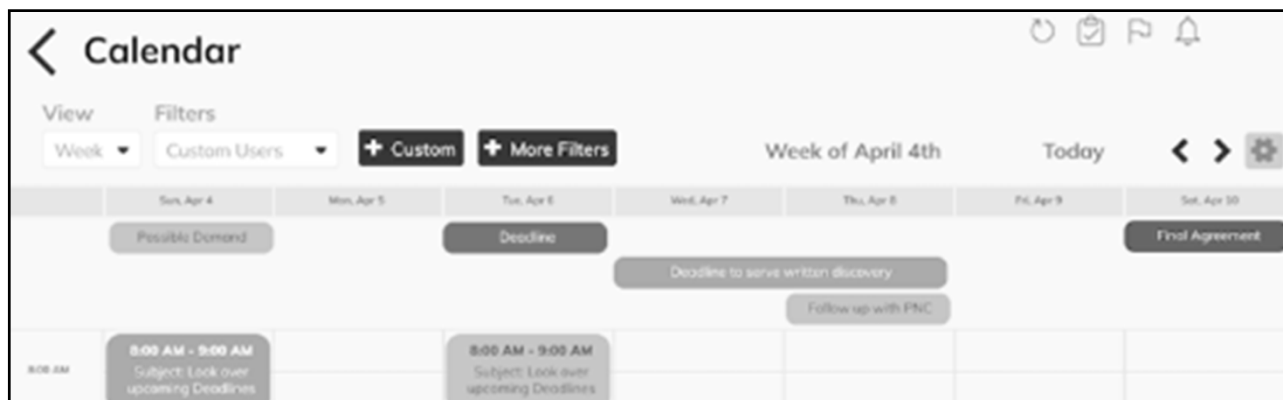 Calendar
View Filters
Week Custom Users + Custom + More Filters Week of April 4th Today
Sun, Apr 4 Mon, Apr 5 Tue, Apr 6 Wed, Apr 7 Thu, Apr 8 Fri, Apr 9 Sat, Apr 10
Possible Demand Deadline Final Agreement
Deadline to serve written discovery
Follow up with PNC
8:00 AM - 9:00 AM 8:00 AM - 9:00 AM
8:00 AM Subject: Look over Subject: Look over
upcoming Deadlines upcoming Deadlines